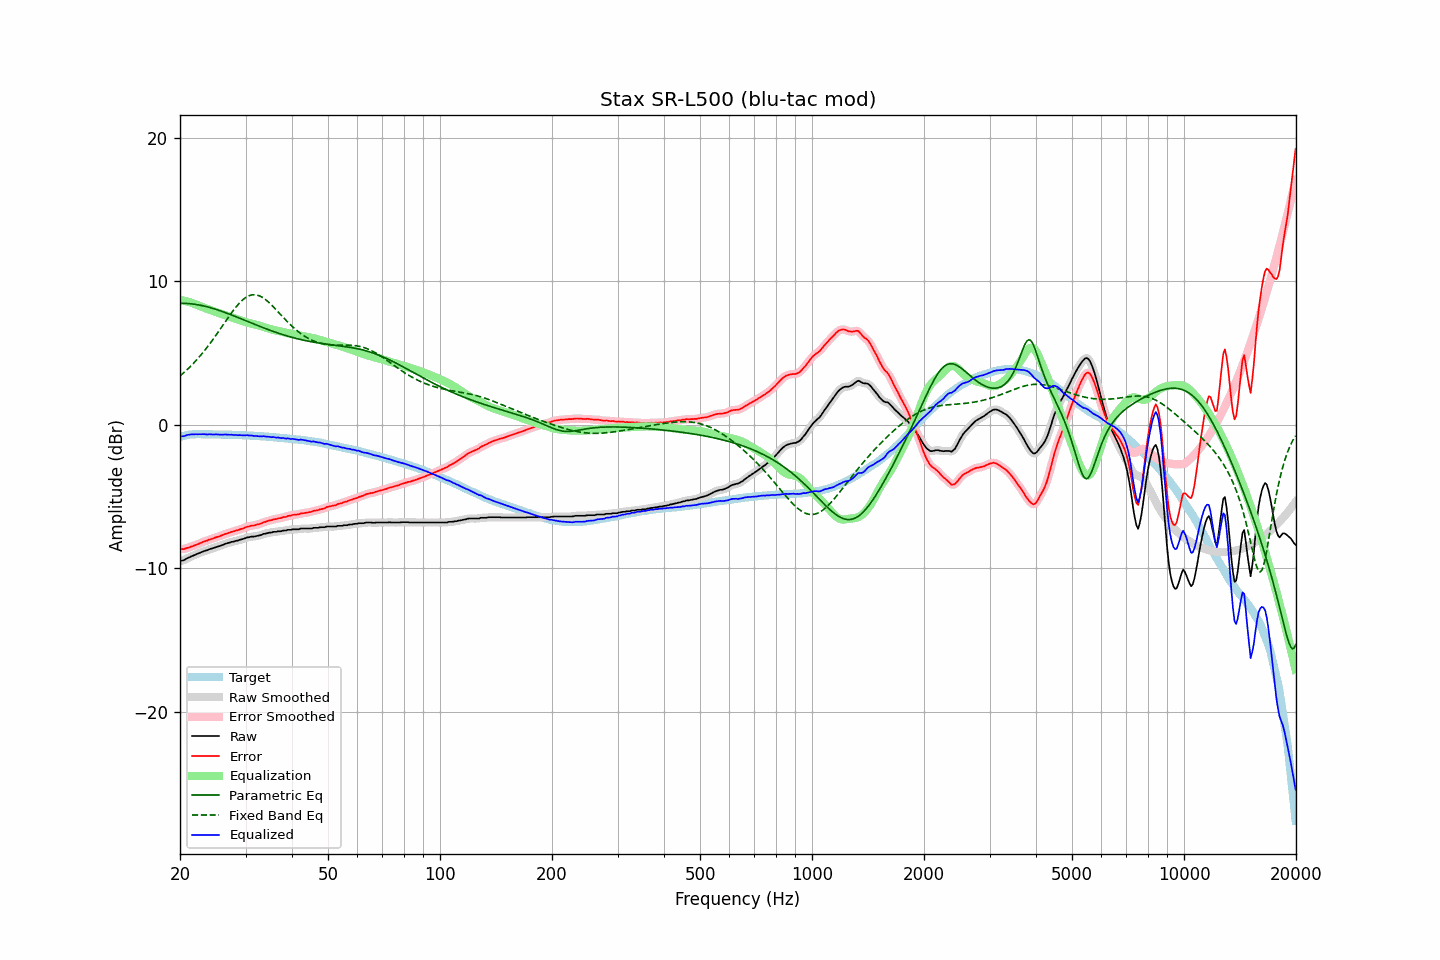 Stax SR-L500 (blu-tac mod)
20
10
0
−10
−20
Amplitude (dBr)
Target
Raw Smoothed
Error Smoothed
Raw
Error
Equalization
Parametric Eq
Fixed Band Eq
Equalized
20 50 100 200 500 1000 2000 5000 10000 20000
Frequency (Hz)